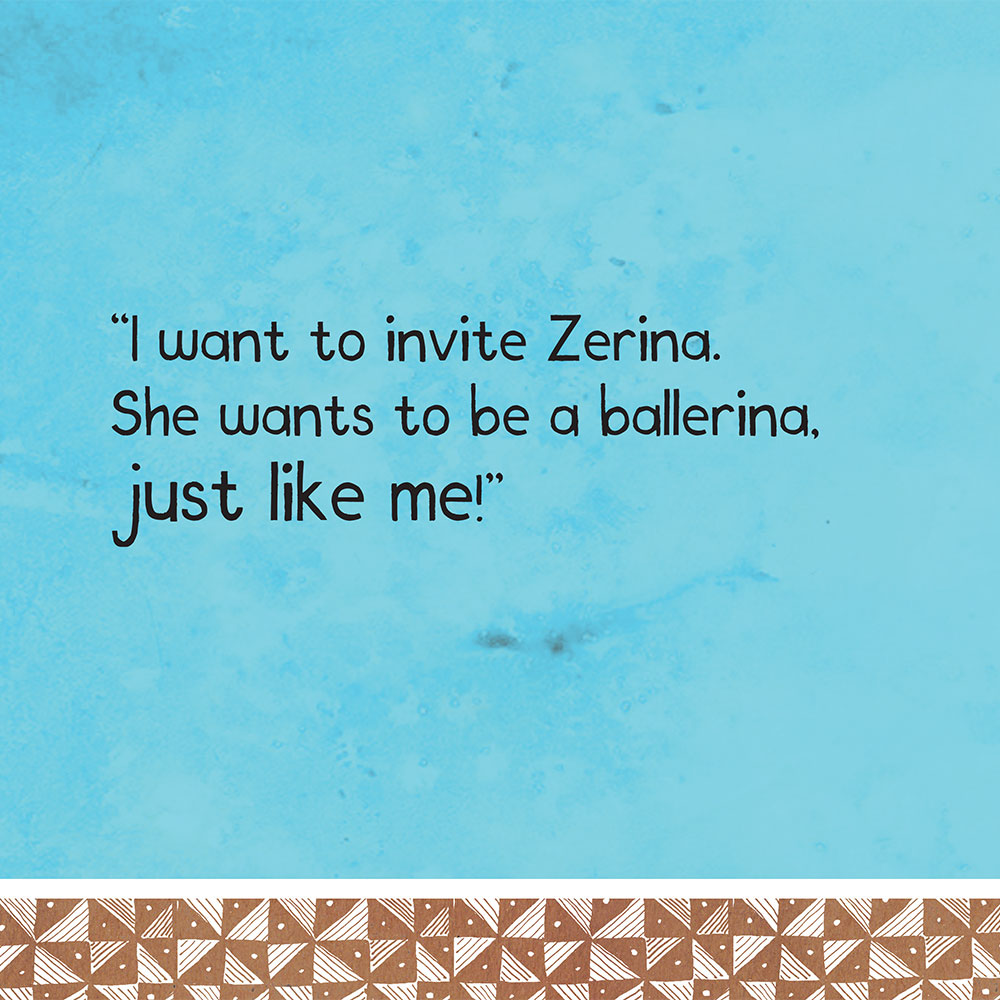 “I want to invite Zerina.
She wants to be a ballerina,
just like me!”